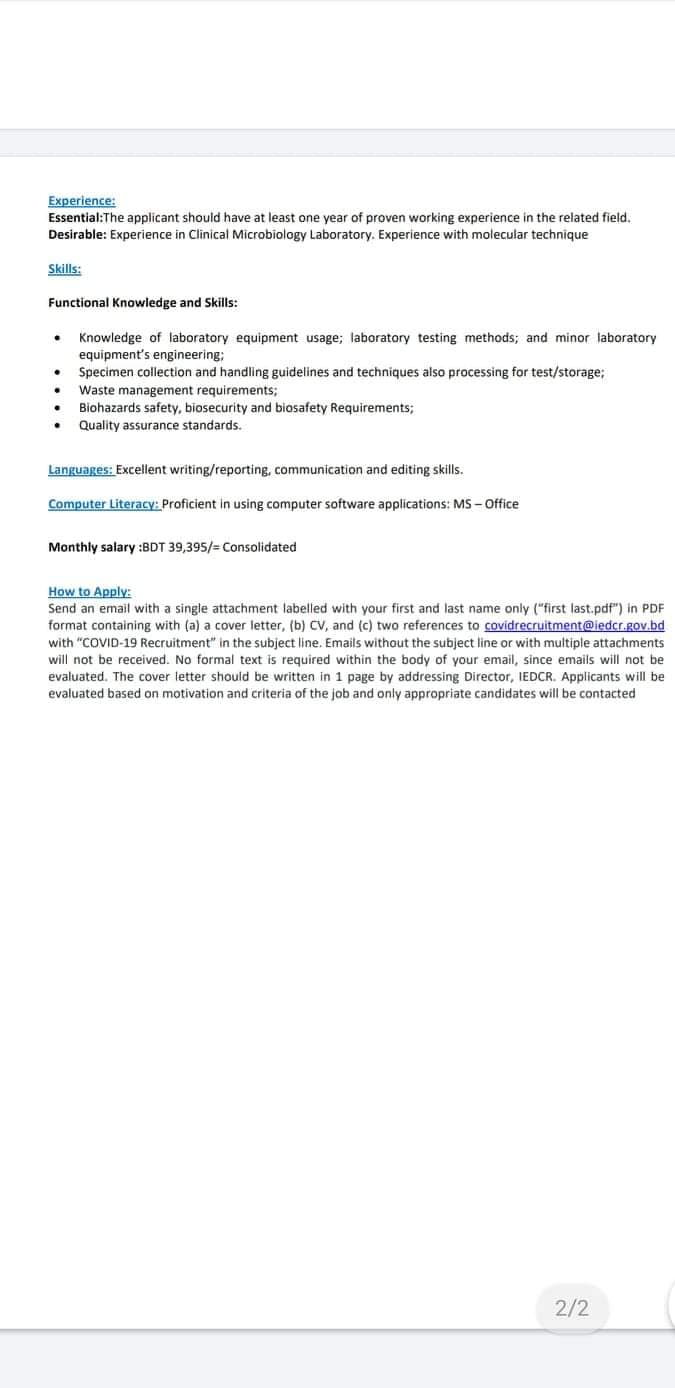 Experience:
Essential:The applicant should have at least one year of proven working experience in the related field.
Desirable: Experience in Clinical Microbiology Laboratory. Experience with molecular technique
Skills:
Functional Knowledge and Skills:
• Knowledge of laboratory equipment usage; laboratory testing methods; and minor laboratory
equipment's engineering;
• Specimen collection and handling guidelines and techniques also processing for test/storage;
• Waste management requirements;
• Biohazards safety, biosecurity and biosafety Requirements;
• Quality assurance standards.
Languages: Excellent writing/reporting, communication and editing skills.
Computer Literacy: Proficient in using computer software applications: MS – Office
Monthly salary :BDT 39,395/= Consolidated
How to Apply:
Send an email with a single attachment labelled with your first and last name only ("first last.pdf") in PDF
format containing with (a) a cover letter, (b) CV, and (c) two references to covidrecruitment@iedcr.gov.bd
with "COVID-19 Recruitment" in the subject line. Emails without the subject line or with multiple attachments
will not be received. No formal text is required within the body of your email, since emails will not be
evaluated. The cover letter should be written in 1 page by addressing Director, IEDCR. Applicants will be
evaluated based on motivation and criteria of the job and only appropriate candidates will be contacted
2/2